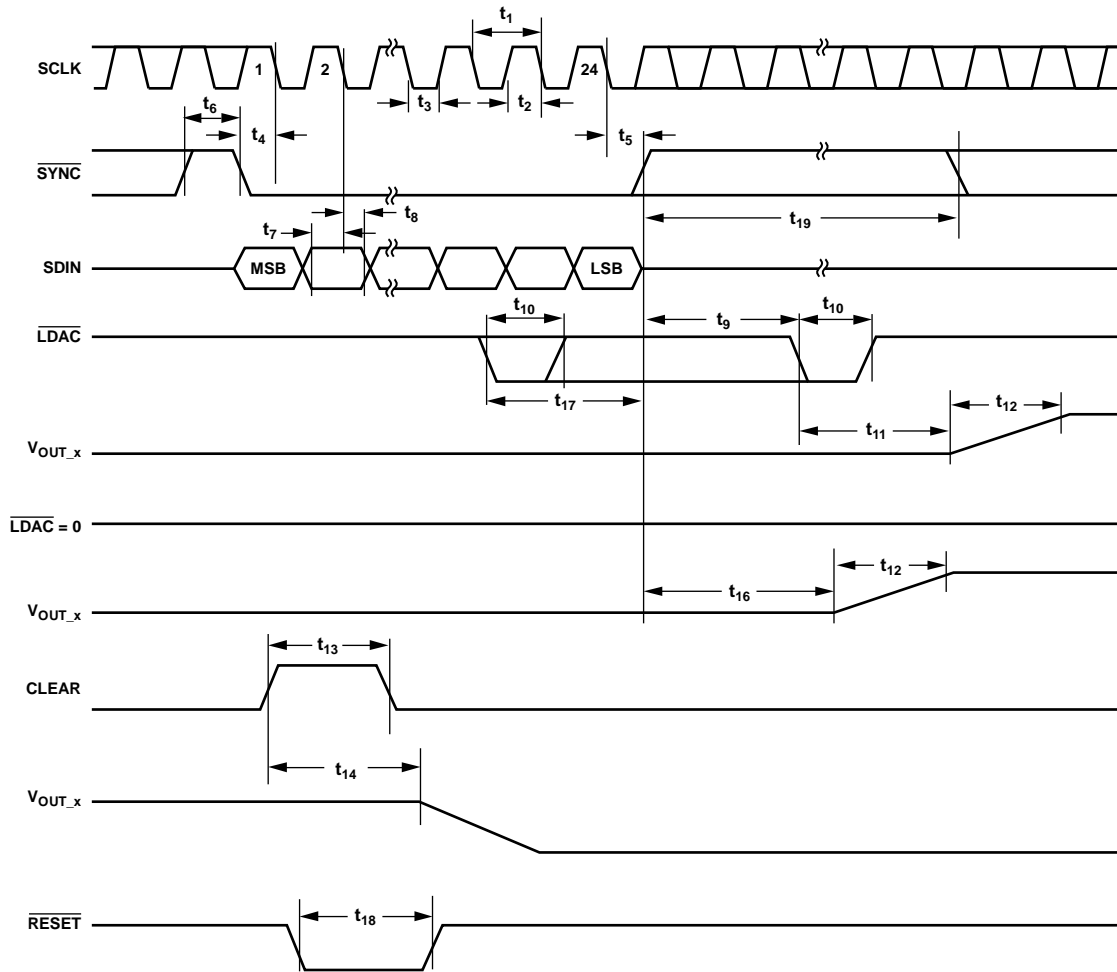 t1
SCLK
1
2
24
t3
t2
t6
t4
t5
SYNC
t19
t7
t8
SDIN
MSB
LSB
t10
t9
t10
LDAC
t17
t12
t11
VOUT_x
LDAC = 0
t12
t16
VOUT_x
t13
CLEAR
t14
VOUT_x
t18
RESET